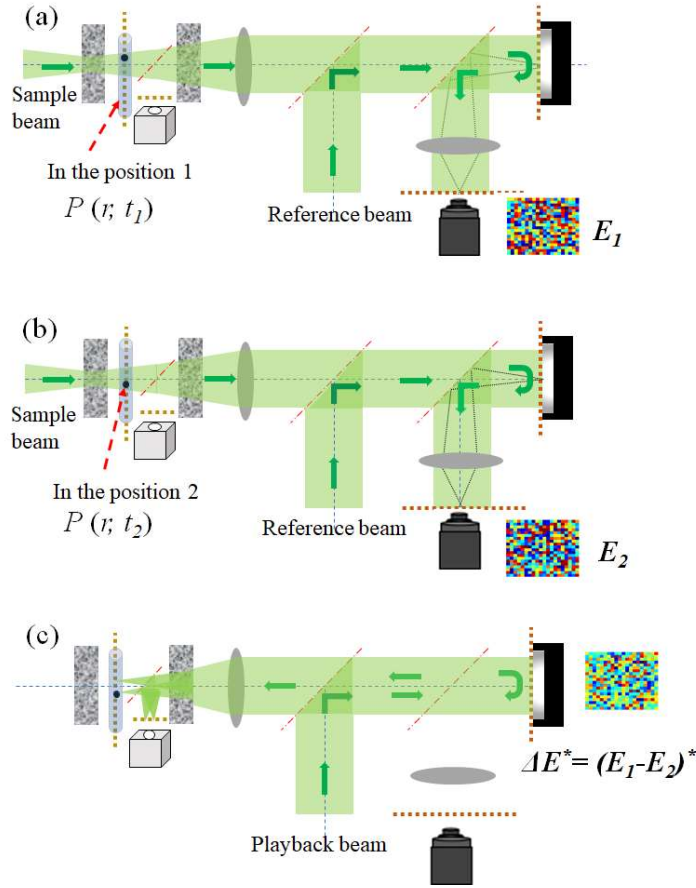 (a)
Sample
beam
In the position 1
P (r; t₁)
Reference beam
E₁
(b)
Sample
beam
In the position 2
P (r; t₂)
Reference beam
E₂
(c)
ΔE* = (E₁-E₂)*
Playback beam